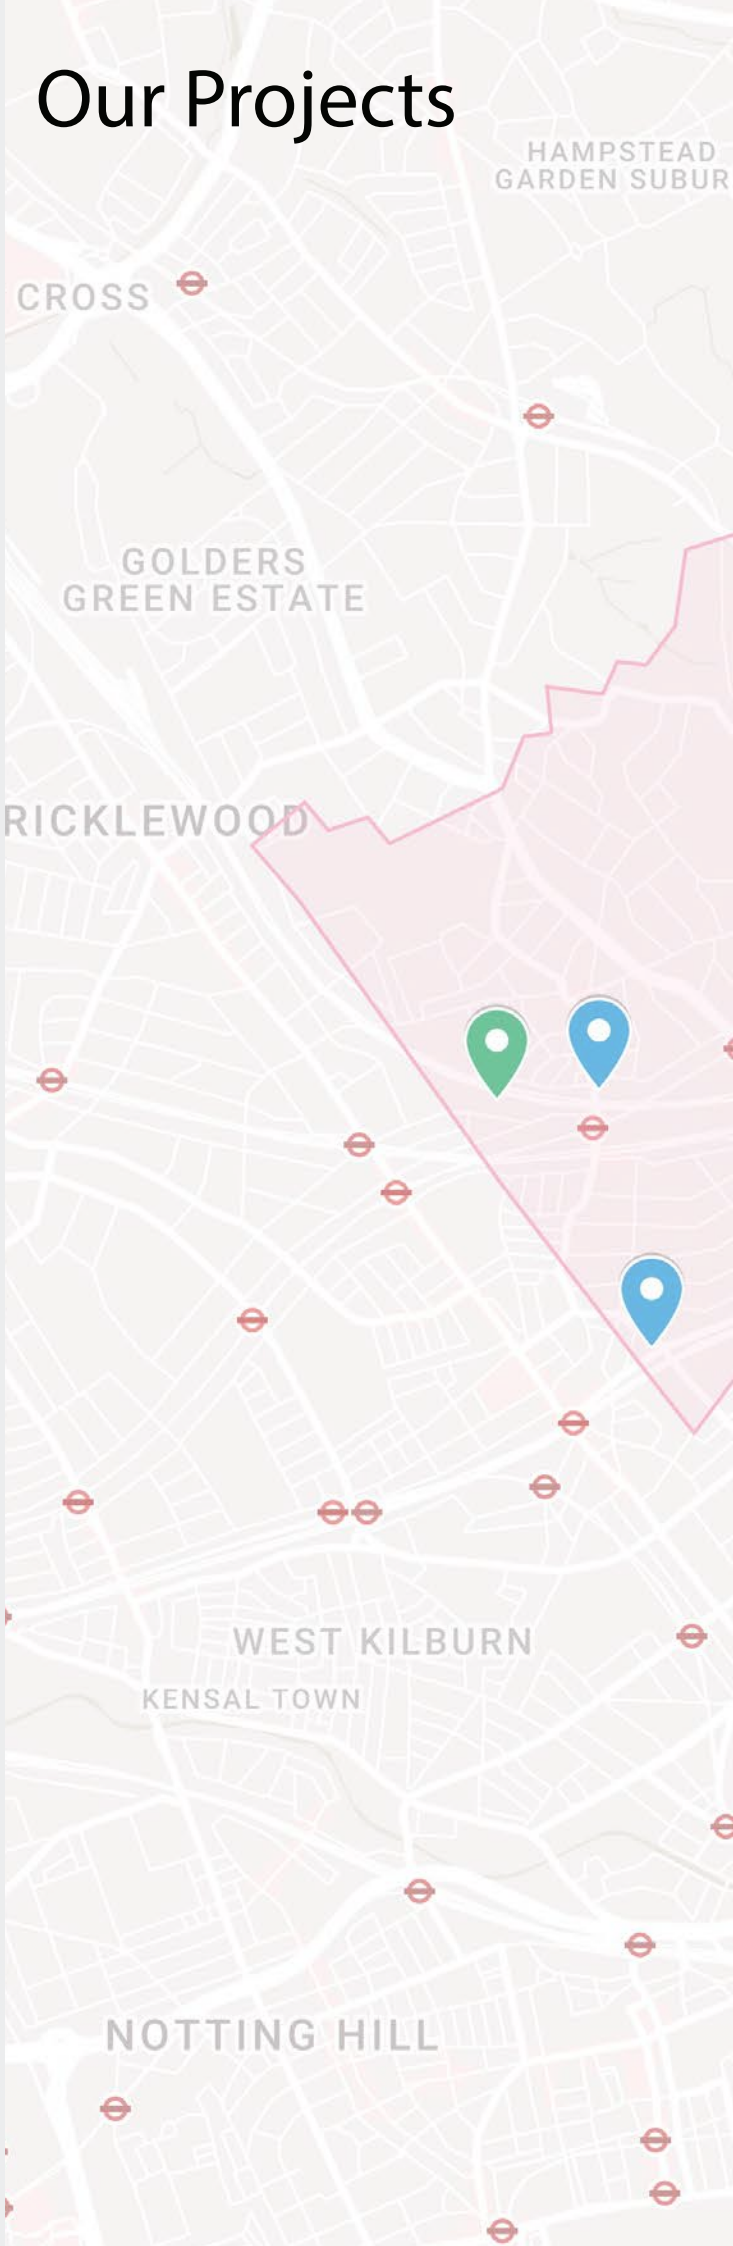 Our Projects
HAMPSTEAD
GARDEN SUBUR
CROSS
GOLDERS
GREEN ESTATE
RICKLEWOOD
WEST KILBURN
KENSAL TOWN
NOTTING HILL